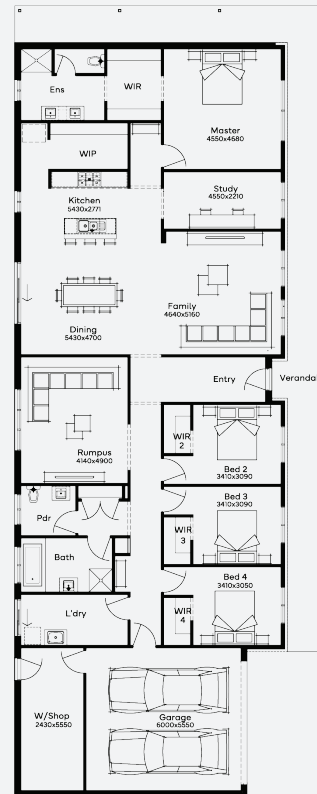 Ens
WIR
Master
4550x4680
WIP
Kitchen
5430x2771
Study
4550x2210
Family
4640x5160
Dining
5430x4700
Entry
Veranda
Rumpus
4140x4900
WIR
2
Bed 2
3410x3090
Bed 3
3410x3090
Pdr
WIR
3
Bath
Bed 4
3410x3050
L'dry
WIR
4
W/Shop
2430x5550
Garage
6000x5550